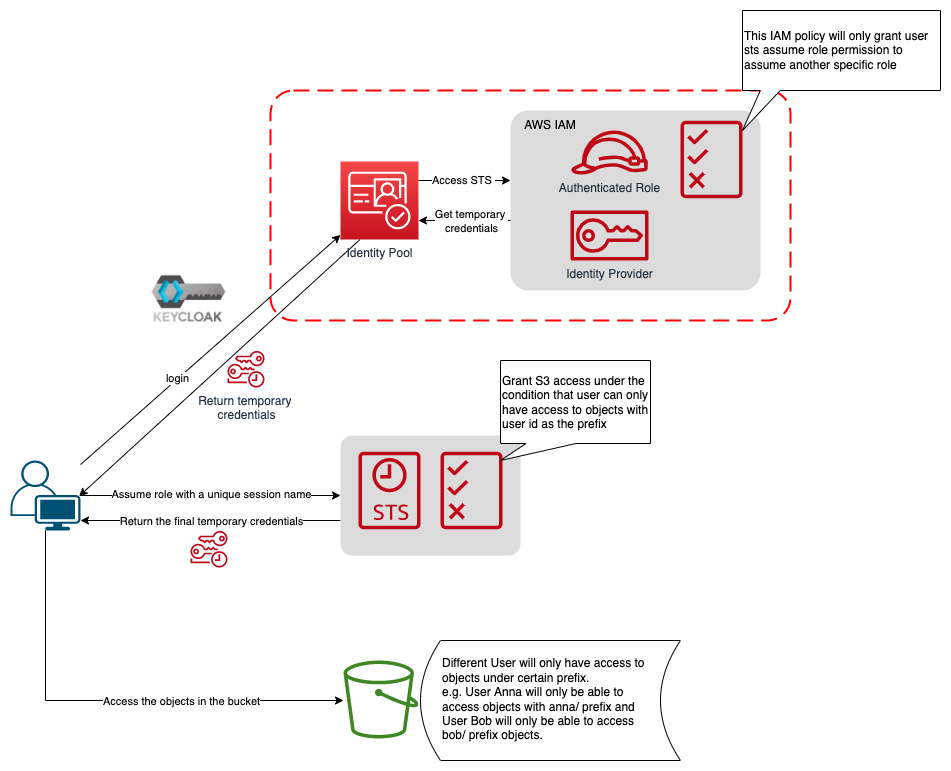 This IAM policy will only grant user
sts assume role permission to
assume another specific role
AWS IAM
Authenticated Role
Access STS
Get temporary
credentials
Identity Pool
Identity Provider
KEYCLOAK
login
Return temporary
credentials
Grant S3 access under the
condition that user can only
have access to objects with
user id as the prefix
Assume role with a unique session name
STS
Return the final temporary credentials
Different User will only have access to
objects under certain prefix.
e.g. User Anna will only be able to
access objects with anna/ prefix and
User Bob will only be able to access
bob/ prefix objects.
Access the objects in the bucket